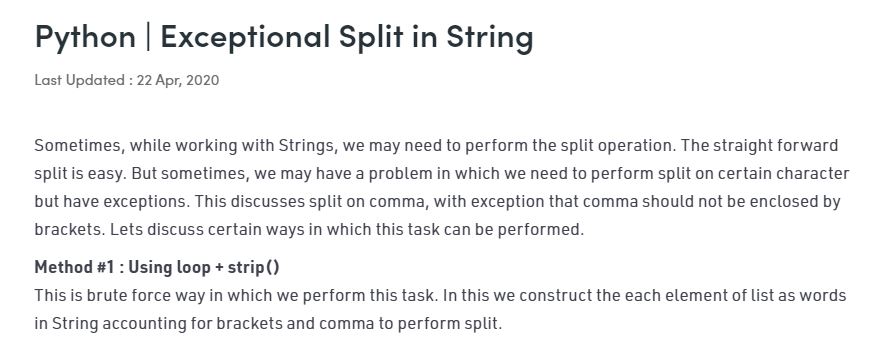 Python | Exceptional Split in String
Last Updated : 22 Apr, 2020
Sometimes, while working with Strings, we may need to perform the split operation. The straight forward
split is easy. But sometimes, we may have a problem in which we need to perform split on certain character
but have exceptions. This discusses split on comma, with exception that comma should not be enclosed by
brackets. Lets discuss certain ways in which this task can be performed.
Method #1 : Using loop + strip()
This is brute force way in which we perform this task. In this we construct the each element of list as words
in String accounting for brackets and comma to perform split.